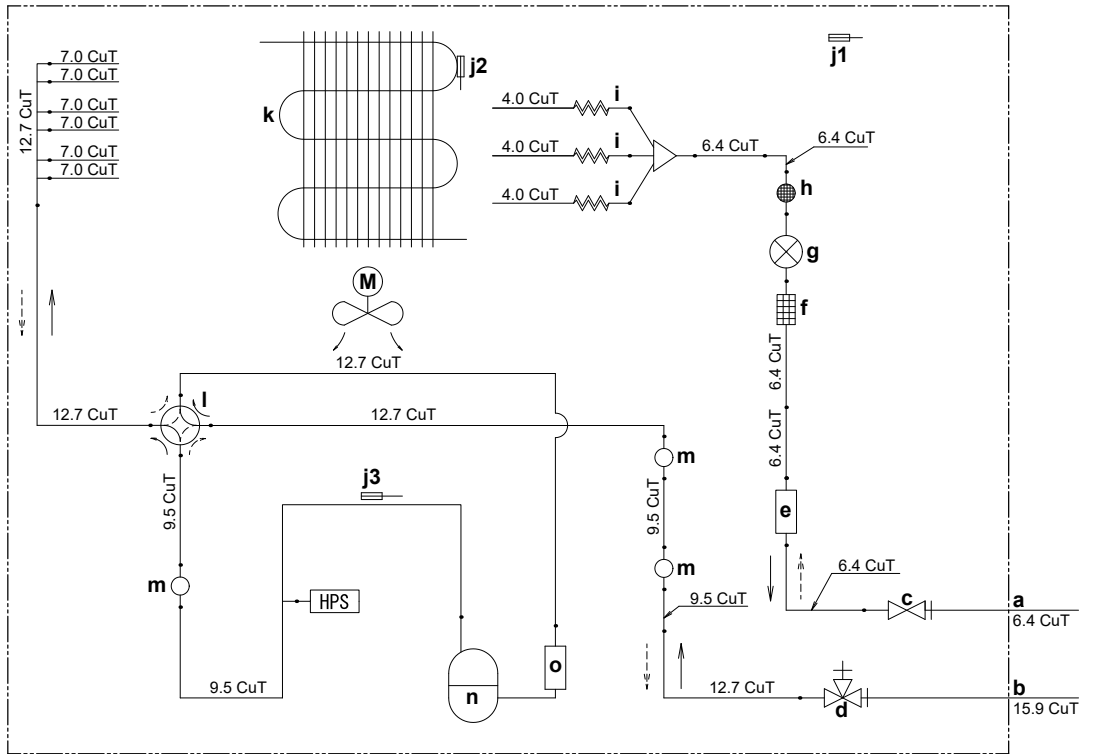 7.0 CuT
7.0 CuT
7.0 CuT
7.0 CuT
7.0 CuT
7.0 CuT
12.7 CuT
k
j2
j1
4.0 CuT
i
4.0 CuT
i
4.0 CuT
i
6.4 CuT
6.4 CuT
h
g
f
M
12.7 CuT
6.4 CuT
12.7 CuT
l
12.7 CuT
6.4 CuT
m
j3
9.5 CuT
9.5 CuT
e
m
m
HPS
6.4 CuT
9.5 CuT
c
a
6.4 CuT
9.5 CuT
n
o
12.7 CuT
d
b
15.9 CuT